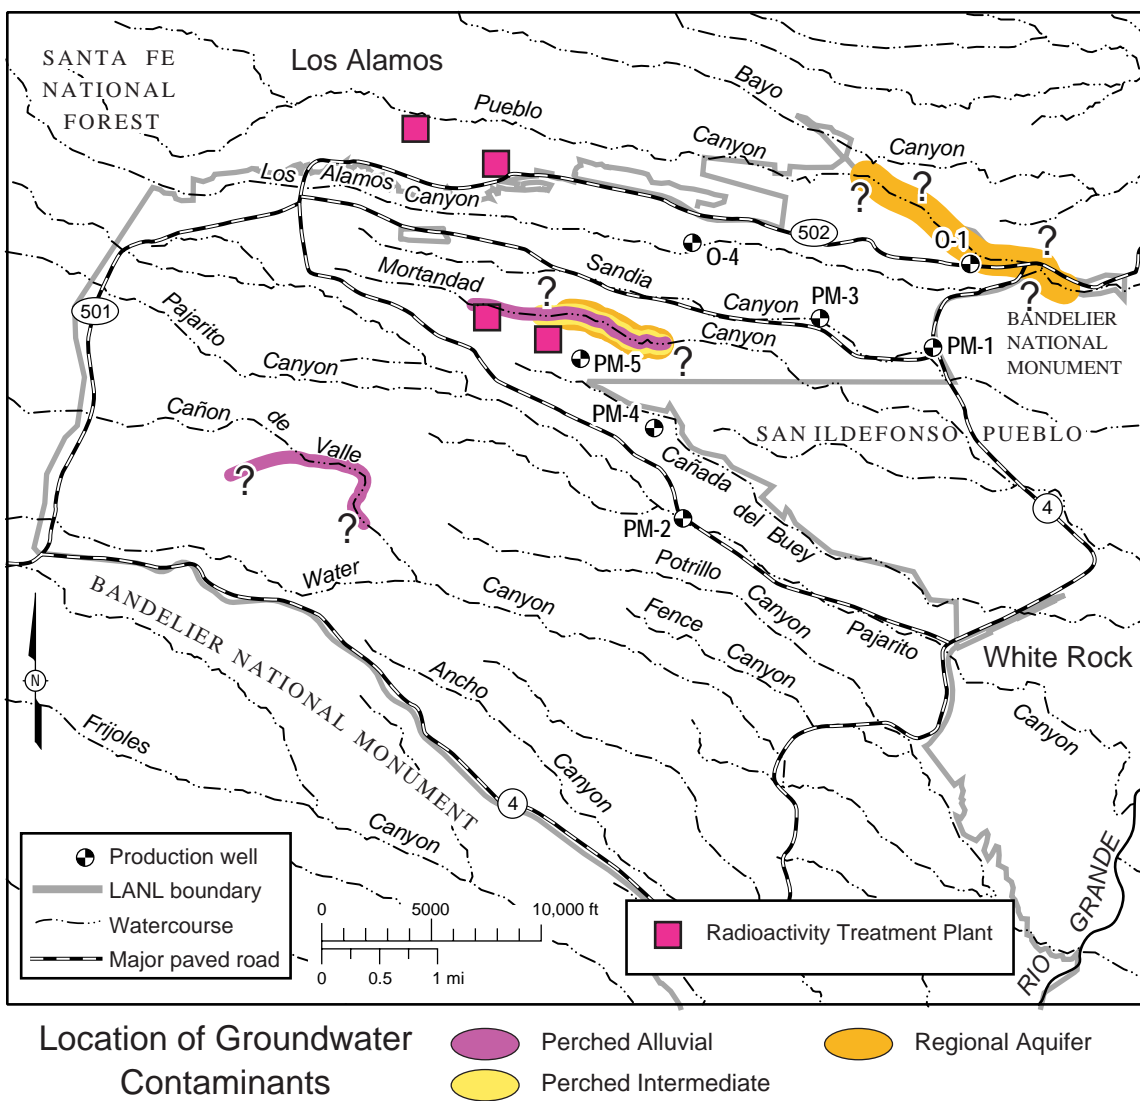 SANTA FE
NATIONAL
FOREST
Los Alamos
Bayo
Pueblo
Canyon
Canyon
Los Alamos
Canyon
?
?
502
O-1
?
O-4
Sandia
Mortandad
?
Canyon
PM-3
?
501
Pajarito
BANDELIER
NATIONAL
MONUMENT
PM-1
Canyon
?
PM-5
Canyon
Cañon de Valle
PM-4
SAN ILDEFONSO PUEBLO
Cañada
del Buey
?
?
PM-2
4
Water
Canyon
Potrillo
Canyon
Fence
Canyon
Pajarito
BANDELIER NATIONAL MONUMENT
White Rock
N
Ancho
Canyon
Canyon
Frijoles
Canyon
4
RIO GRANDE
Production well
LANL boundary
Watercourse
Major paved road
0 5000 10,000 ft
0 0.5 1 mi
Radioactivity Treatment Plant
Location of Groundwater
Contaminants
Perched Alluvial
Perched Intermediate
Regional Aquifer